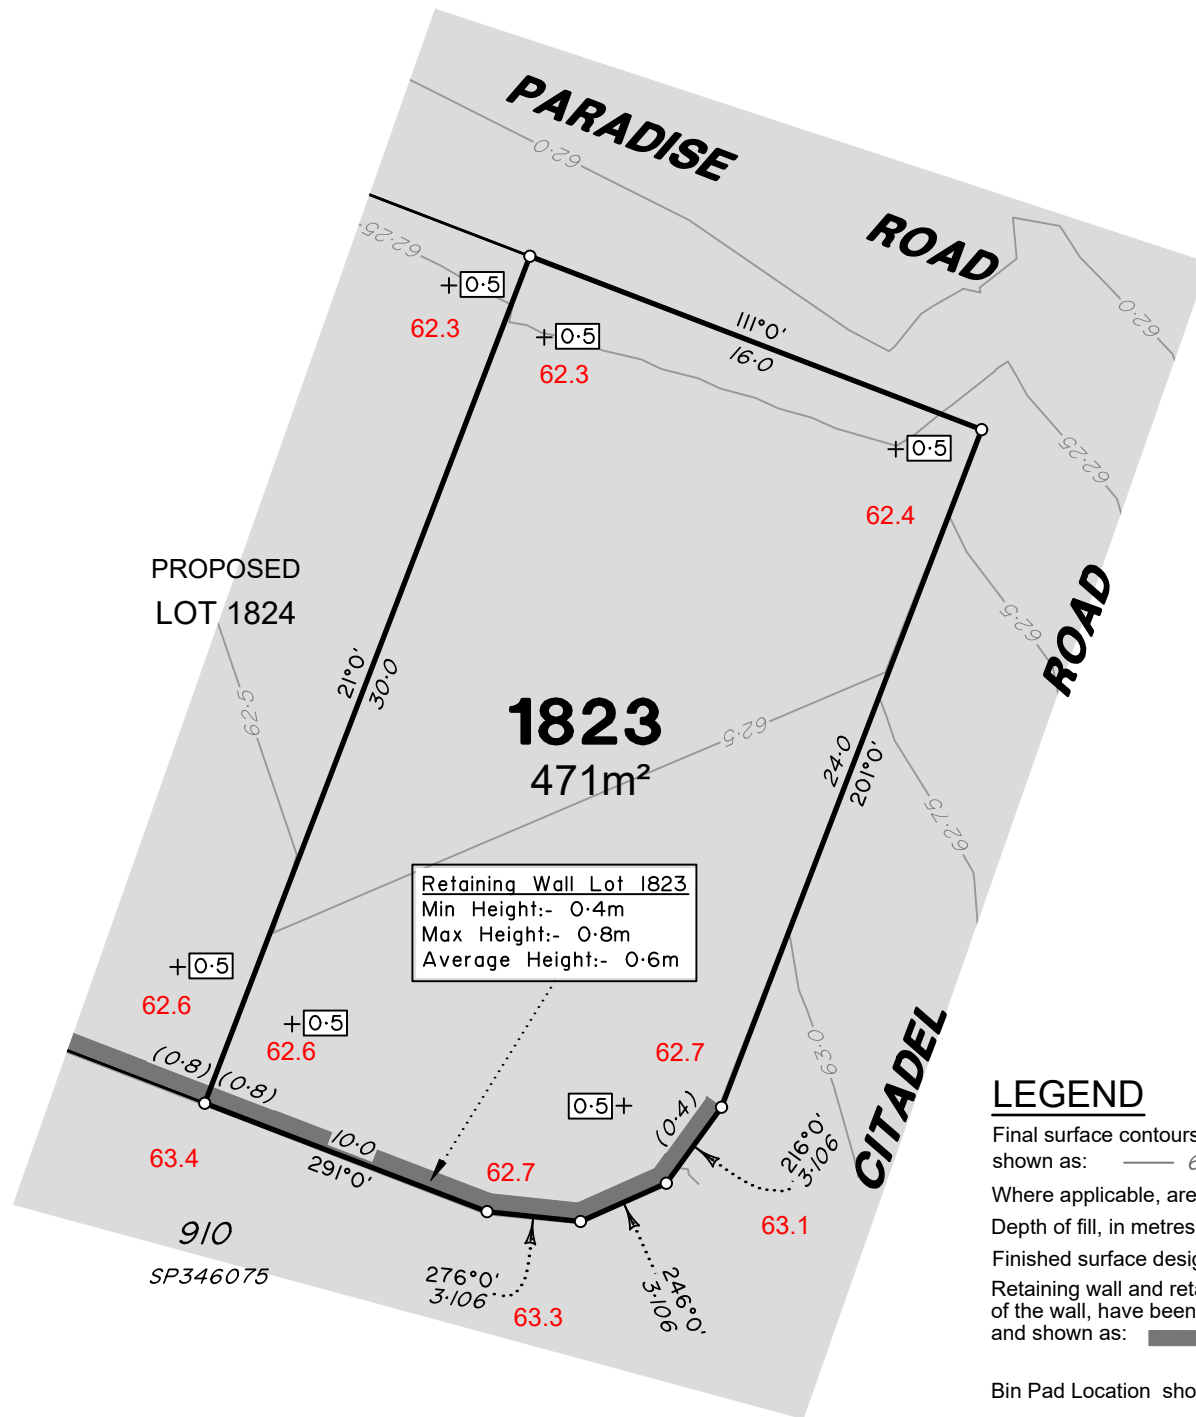 PARADISE
ROAD
62·0
62·25
0·5
62.3
0·5
62.3
111°0'
16·0
62·0
0·5
62.4
62·25
62·5
ROAD
PROPOSED
LOT 1824
62·5
21°0'
30·0
1823
471m²
62·5
24·0
201°0'
62·75
Retaining Wall Lot 1823
Min Height:- 0·4m
Max Height:- 0·8m
Average Height:- 0·6m
0·5
62.6
0·5
62.6
62.7
63·0
CITADEL
(0·8)
(0·8)
0·5
(0·4)
10·0
291°0'
63.4
62.7
216°0'
3·106
63.1
910
SP346075
276°0'
3·106
63.3
246°0'
3·106
LEGEND
Final surface contours
shown as:
Where applicable, are
Depth of fill, in metres
Finished surface desig
Retaining wall and reta
of the wall, have been
and shown as:
Bin Pad Location sho